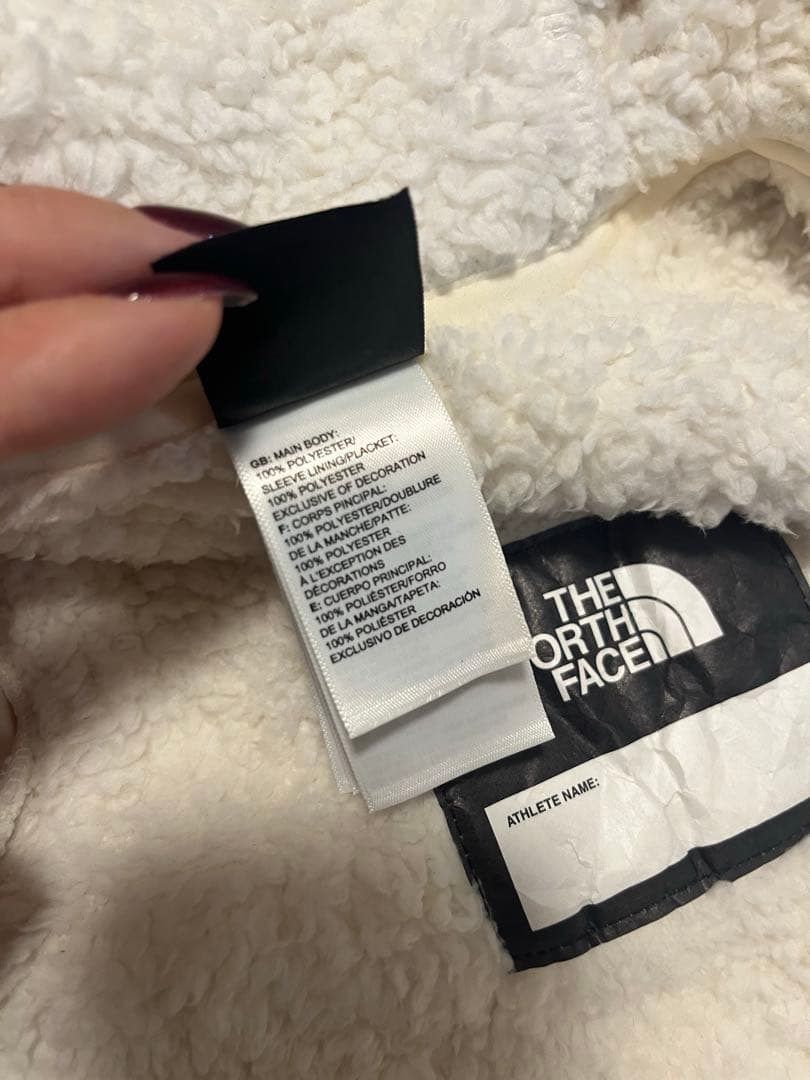 GB: MAIN BODY:
100% POLYESTER/
SLEEVE LINING/PLACKET:
100% POLYESTER
EXCLUSIVE OF DECORATION
F: CORPS PINCIPAL:
100% POLYESTER/DOUBLURE
DE LA MANCHE/PATTE:
100% POLYESTER
À L'EXCEPTION DES
DÉCORATIONS
E: CUERPO PRINCIPAL:
100% POLIÉSTER/FORRO
DE LA MANGA/TAPETA:
100% POLIÉSTER
EXCLUSIVO DE DECORACIÓN
THE
ORTH
FACE
ATHLETE NAME: